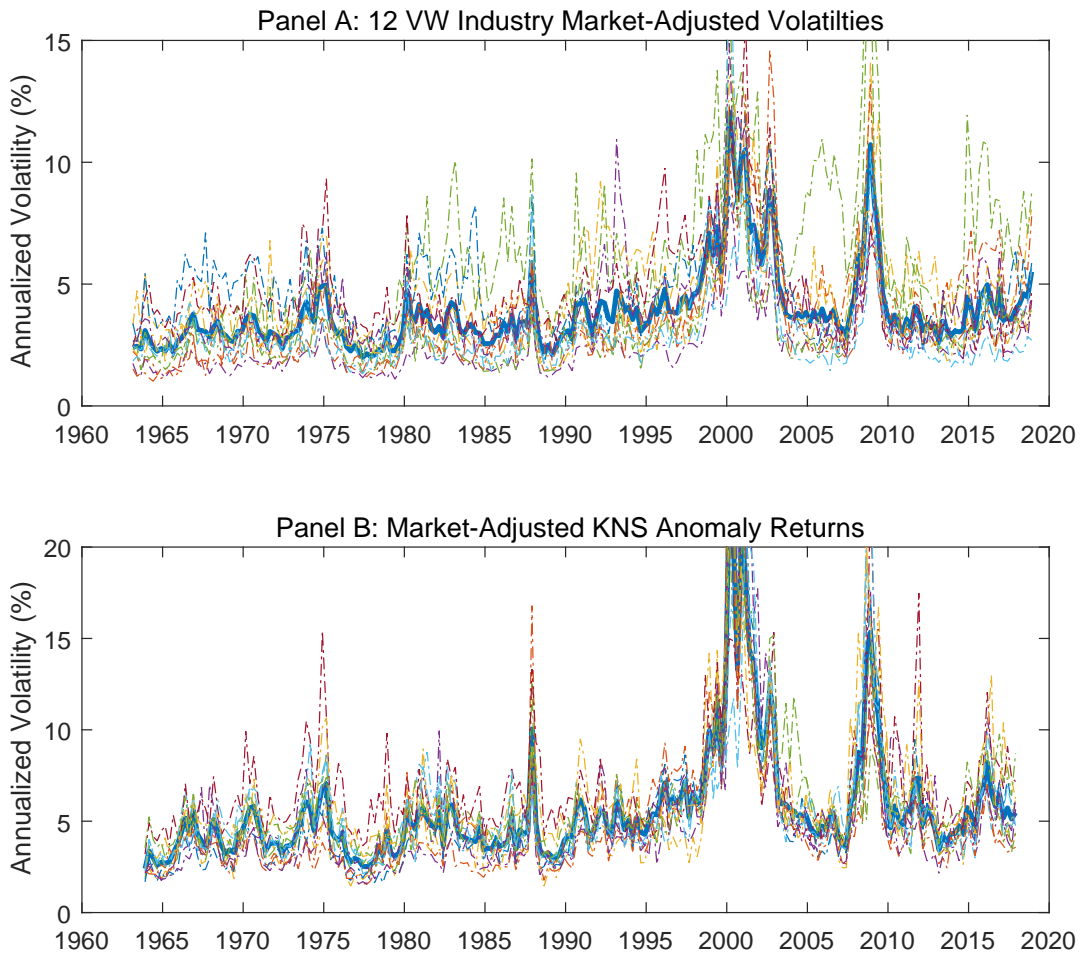 Panel A: 12 VW Industry Market-Adjusted Volatilties
Annualized Volatility (%)
15
10
5
0
1960 1965 1970 1975 1980 1985 1990 1995 2000 2005 2010 2015 2020
Panel B: Market-Adjusted KNS Anomaly Returns
Annualized Volatility (%)
20
15
10
5
0
1960 1965 1970 1975 1980 1985 1990 1995 2000 2005 2010 2015 2020